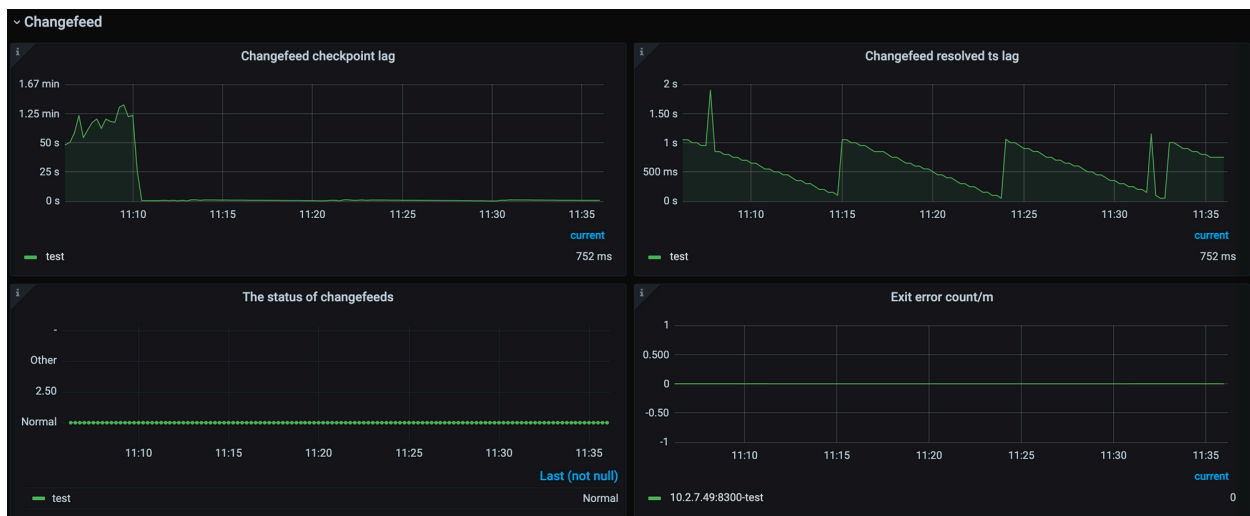 Changefeed
i
Changefeed checkpoint lag
1.67 min
1.25 min
50 s
25 s
0 s
11:10 11:15 11:20 11:25 11:30 11:35
current
test 752 ms
i
Changefeed resolved ts lag
2 s
1.50 s
1 s
500 ms
0 s
11:10 11:15 11:20 11:25 11:30 11:35
current
test 752 ms
i
The status of changefeeds
-
Other
2.50
Normal
11:10 11:15 11:20 11:25 11:30 11:35
Last (not null)
test Normal
i
Exit error count/m
1
0.500
0
-0.50
-1
11:10 11:15 11:20 11:25 11:30 11:35
current
10.2.7.49:8300-test 0